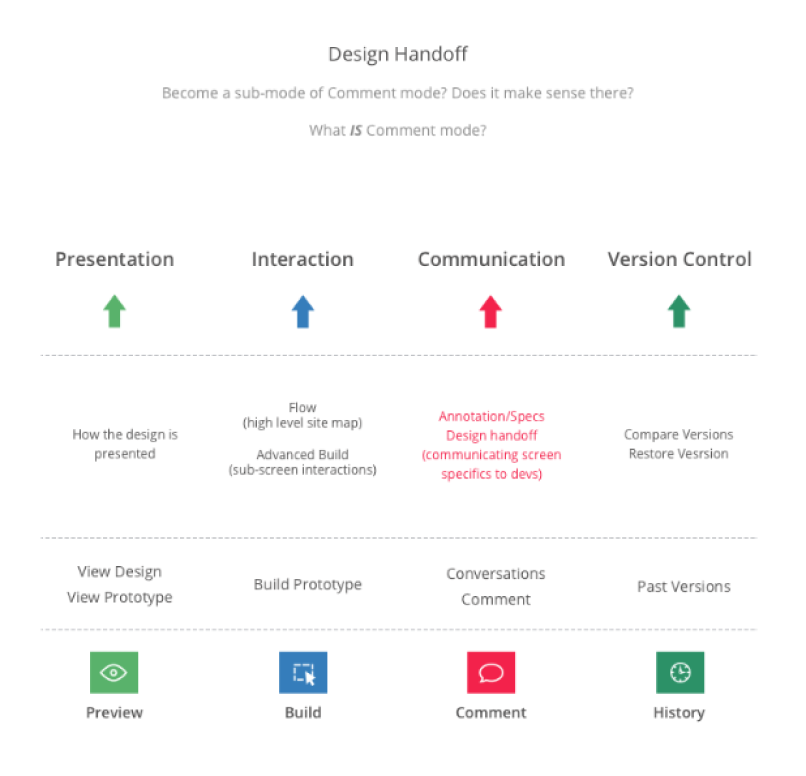 Design Handoff
Become a sub-mode of Comment mode? Does it make sense there?
What IS Comment mode?
Presentation
Interaction
Communication
Version Control
How the design is
presented
Flow
(high level site map)
Advanced Build
(sub-screen interactions)
Annotation/Specs
Design handoff
(communicating screen
specifics to devs)
Compare Versions
Restore Vesrsion
View Design
View Prototype
Build Prototype
Conversations
Comment
Past Versions
Preview
Build
Comment
History